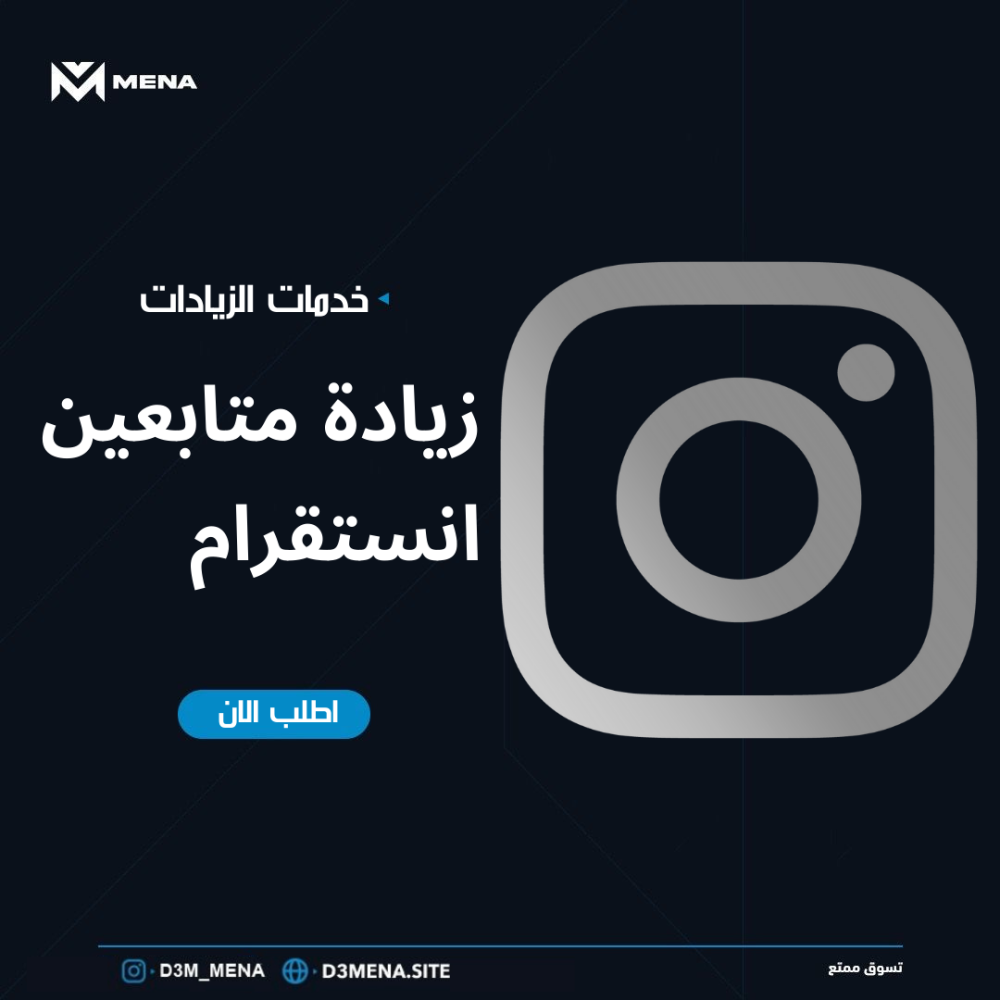 MENA
خدمات الزيادات
زيادة متابعين
انستقرام
اطلب الان
D3M_MENA
D3MENA.SITE
تسوق ممتع